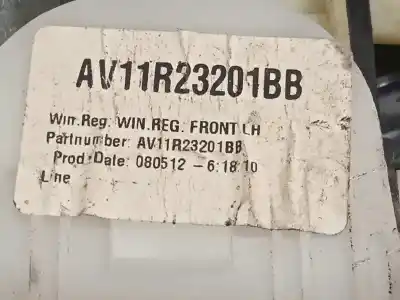 AV11R23201BB
Win.Reg: WIN.REG. FRONT LH
Partnumber: AV11R23201BB
Prod.Date: 080512 - 6:18:10
Line